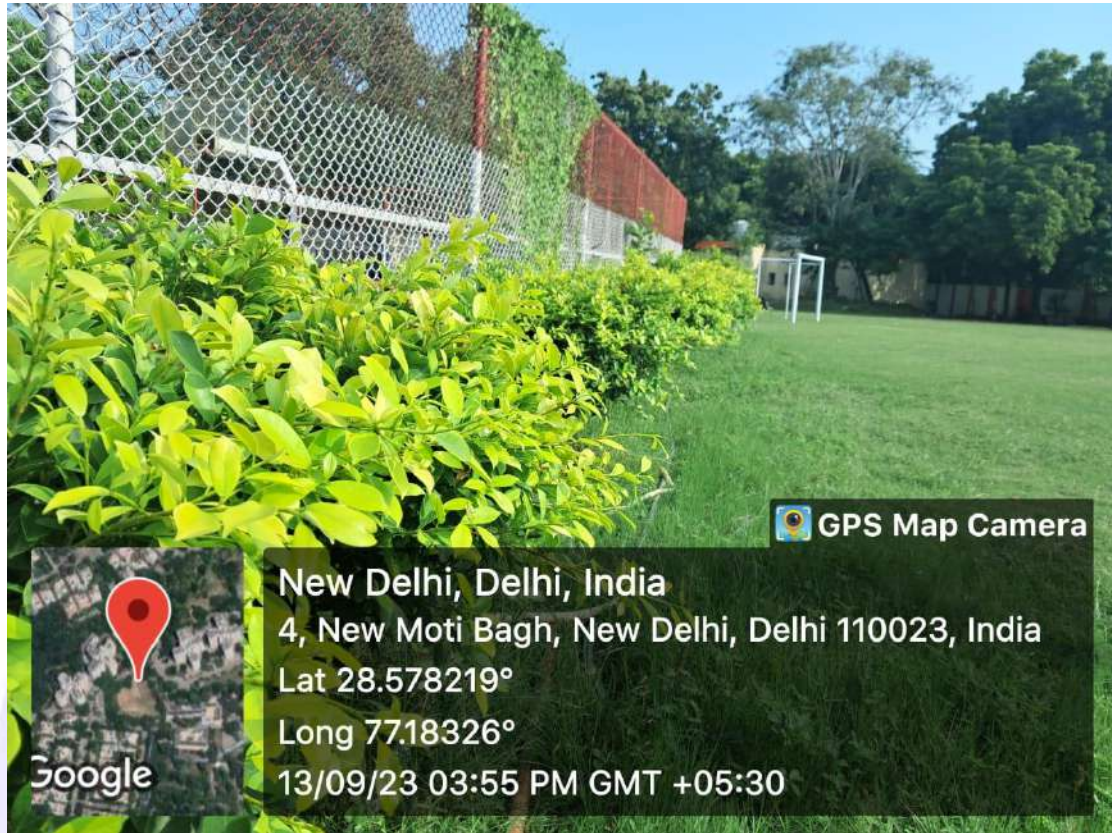 GPS Map Camera
New Delhi, Delhi, India
4, New Moti Bagh, New Delhi, Delhi 110023, India
Lat 28.578219°
Long 77.18326°
13/09/23 03:55 PM GMT +05:30
Google